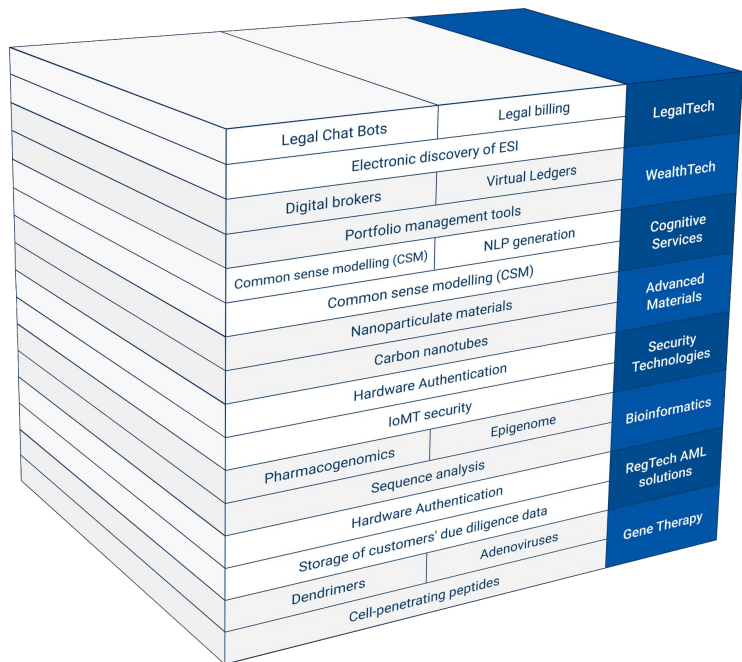 Legal Chat Bots
Legal billing
LegalTech
Electronic discovery of ESI
Digital brokers
Virtual Ledgers
WealthTech
Portfolio management tools
Common sense modelling (CSM)
NLP generation
Cognitive
Services
Common sense modelling (CSM)
Nanoparticulate materials
Advanced
Materials
Carbon nanotubes
Hardware Authentication
Security
Technologies
IoMT security
Pharmacogenomics
Epigenome
Bioinformatics
Sequence analysis
Hardware Authentication
RegTech AML
solutions
Storage of customers' due diligence data
Dendrimers
Adenoviruses
Gene Therapy
Cell-penetrating peptides